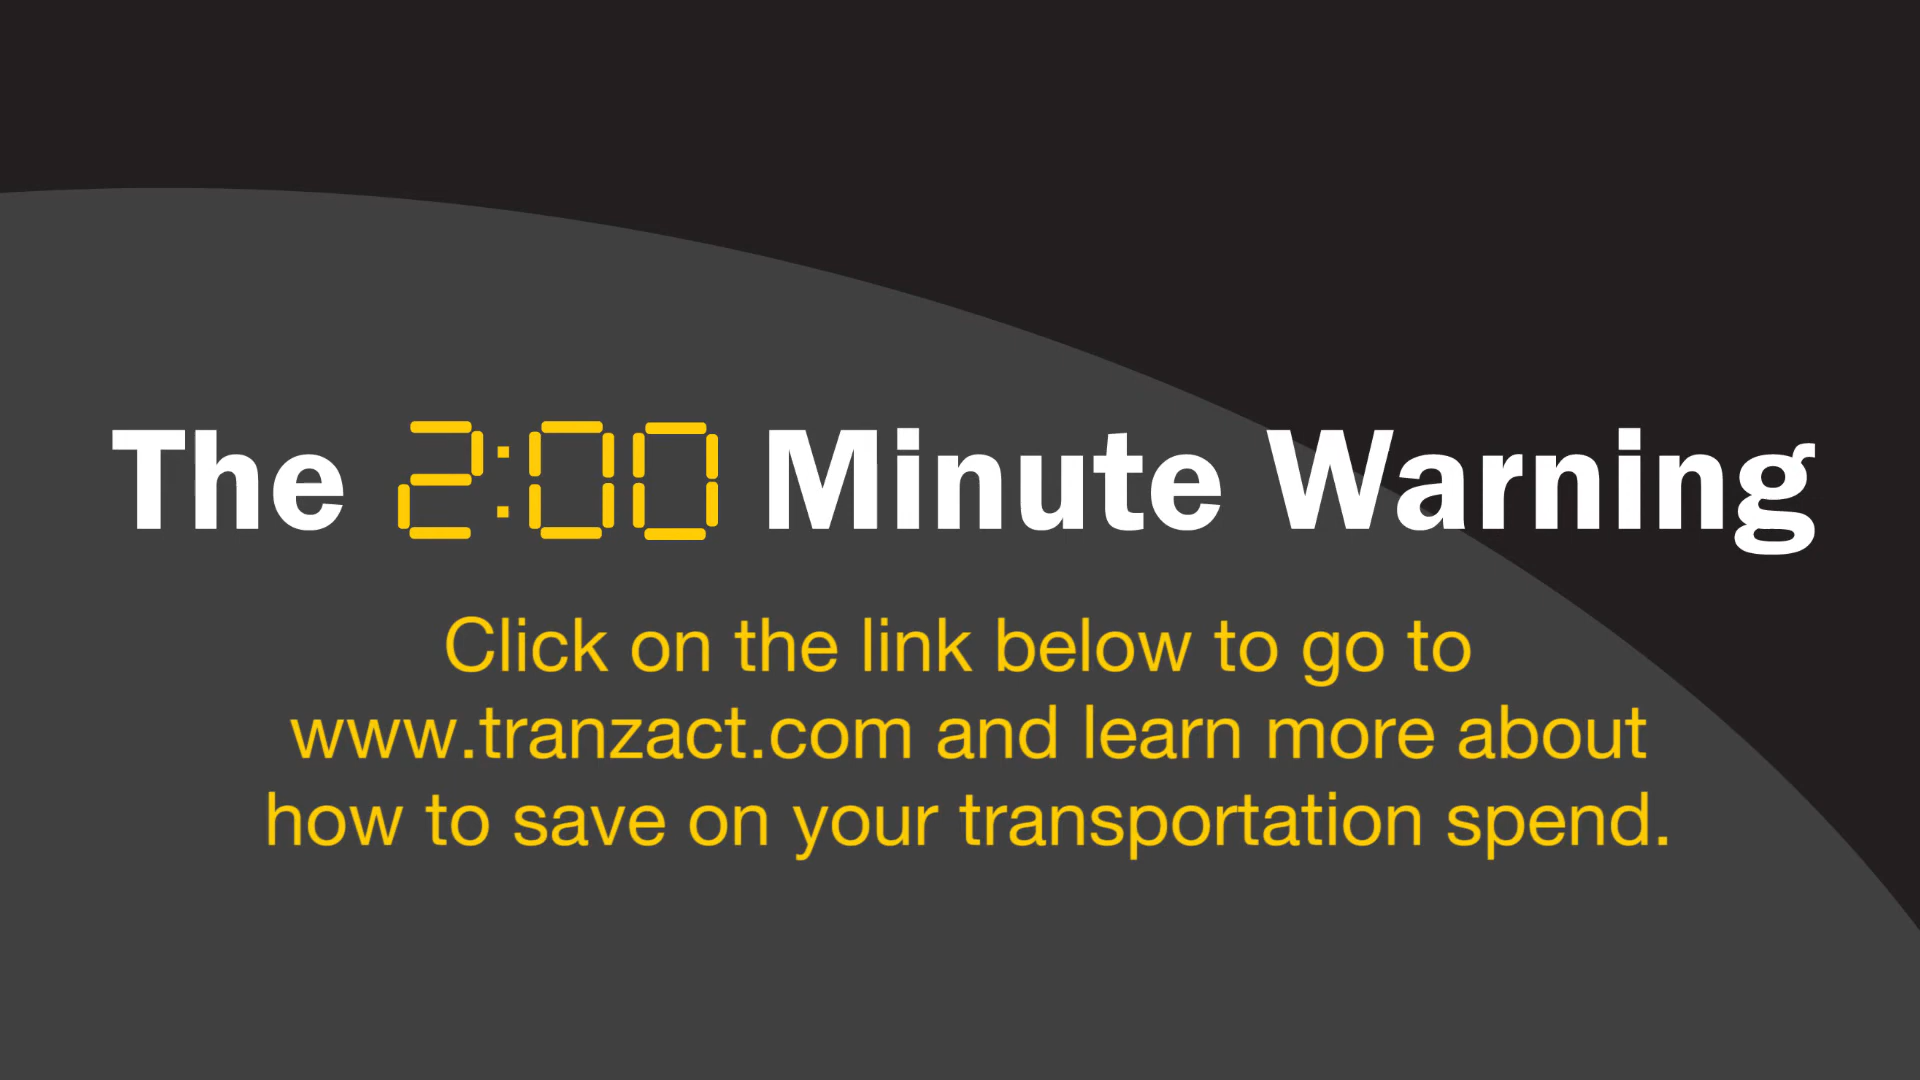 The 2:00 Minute Warning
Click on the link below to go to
www.tranzact.com and learn more about
how to save on your transportation spend.